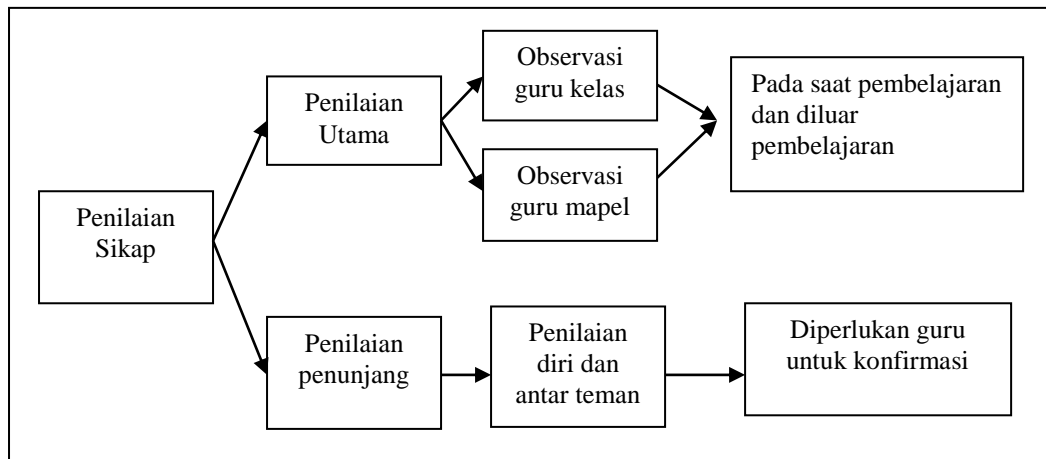 Penilaian
Sikap
Penilaian
Utama
Observasi
guru kelas
Observasi
guru mapel
Pada saat pembelajaran
dan diluar
pembelajaran
Penilaian
penunjang
Penilaian
diri dan
antar teman
Diperlukan guru
untuk konfirmasi